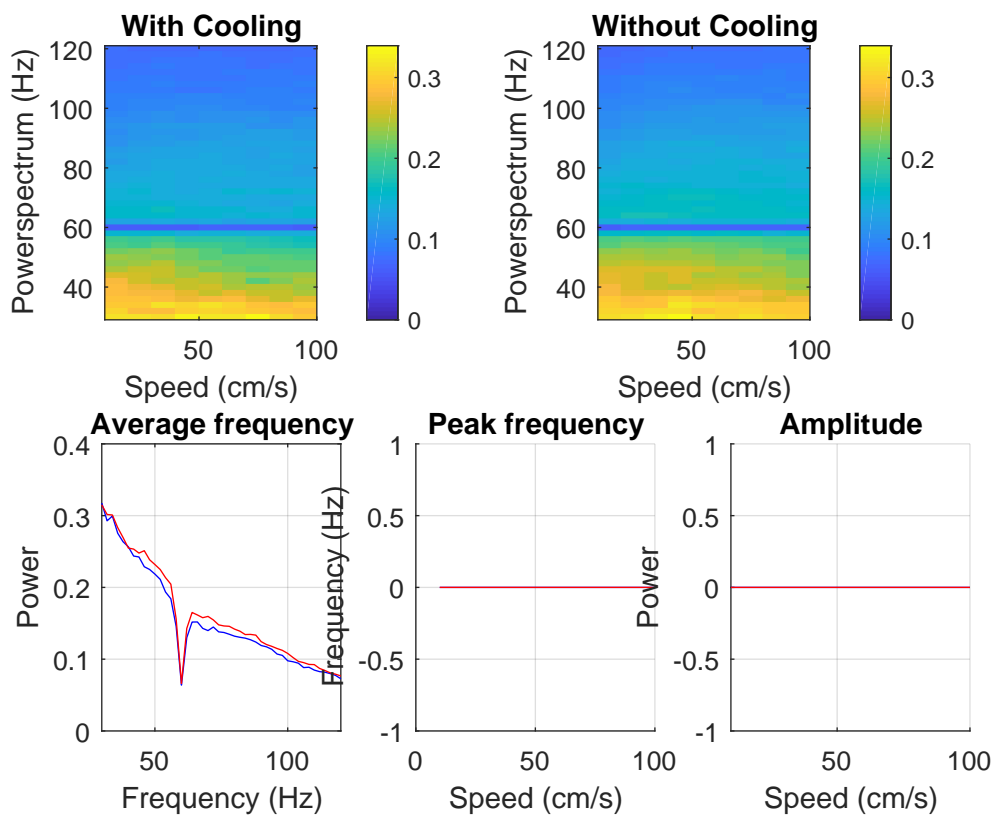 With Cooling
Powerspectrum (Hz)
120
100
80
60
40
50
100
Speed (cm/s)
0.3
0.2
0.1
0
Without Cooling
Powerspectrum (Hz)
120
100
80
60
40
50
100
Speed (cm/s)
0.3
0.2
0.1
0
Average frequency
Power
0.4
0.3
0.2
0.1
0
50
100
Frequency (Hz)
Peak frequency
Frequency (Hz)
1
0.5
0
-0.5
-1
0
50
100
Speed (cm/s)
Amplitude
Power
1
0.5
0
-0.5
-1
50
100
Speed (cm/s)